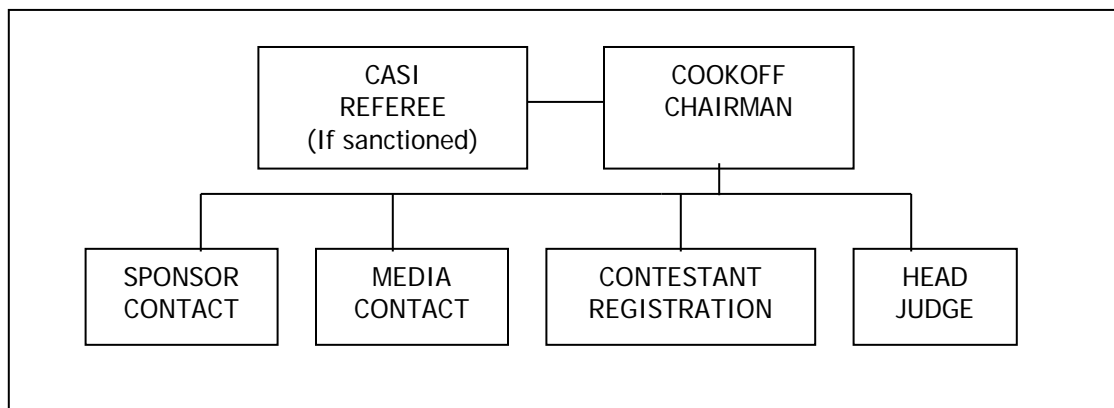 CASI
REFEREE
(If sanctioned)
COOKOFF
CHAIRMAN
SPONSOR
CONTACT
MEDIA
CONTACT
CONTESTANT
REGISTRATION
HEAD
JUDGE